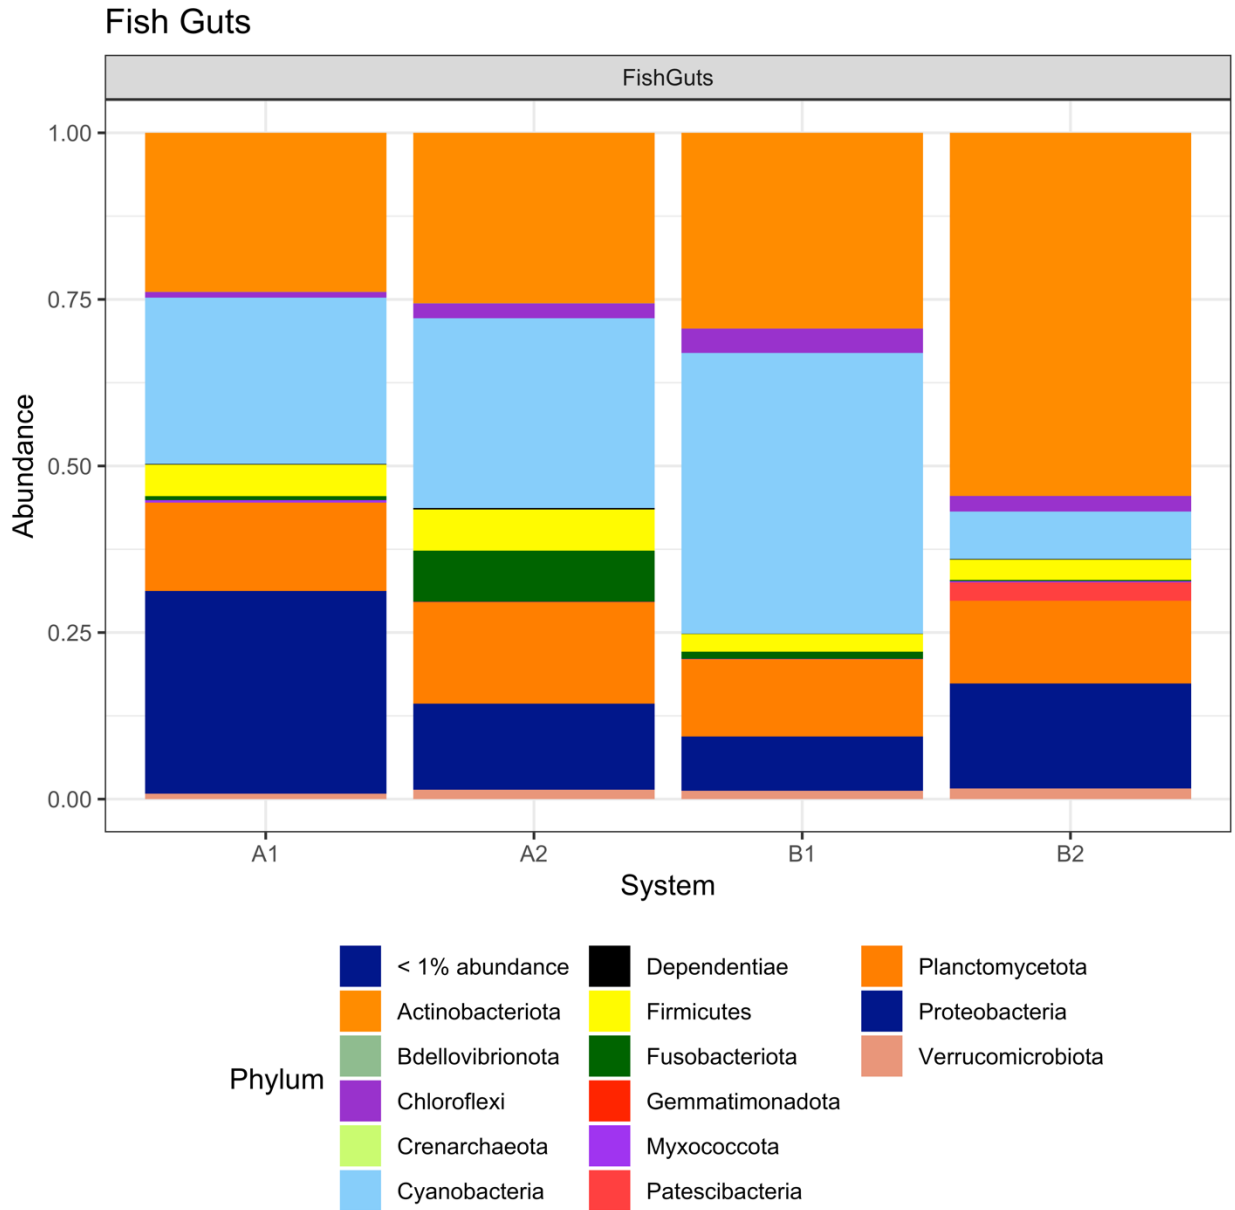 Fish Guts
FishGuts
1.00
0.75
0.50
0.25
0.00
Abundance
A1 A2 B1 B2
System
Phylum
< 1% abundance Dependentiae Planctomycetota
Actinobacteriota Firmicutes Proteobacteria
Bdellovibrionota Fusobacteriota Verrucomicrobiota
Chloroflexi Gemmatimonadota
Crenarchaeota Myxococcota
Cyanobacteria Patescibacteria